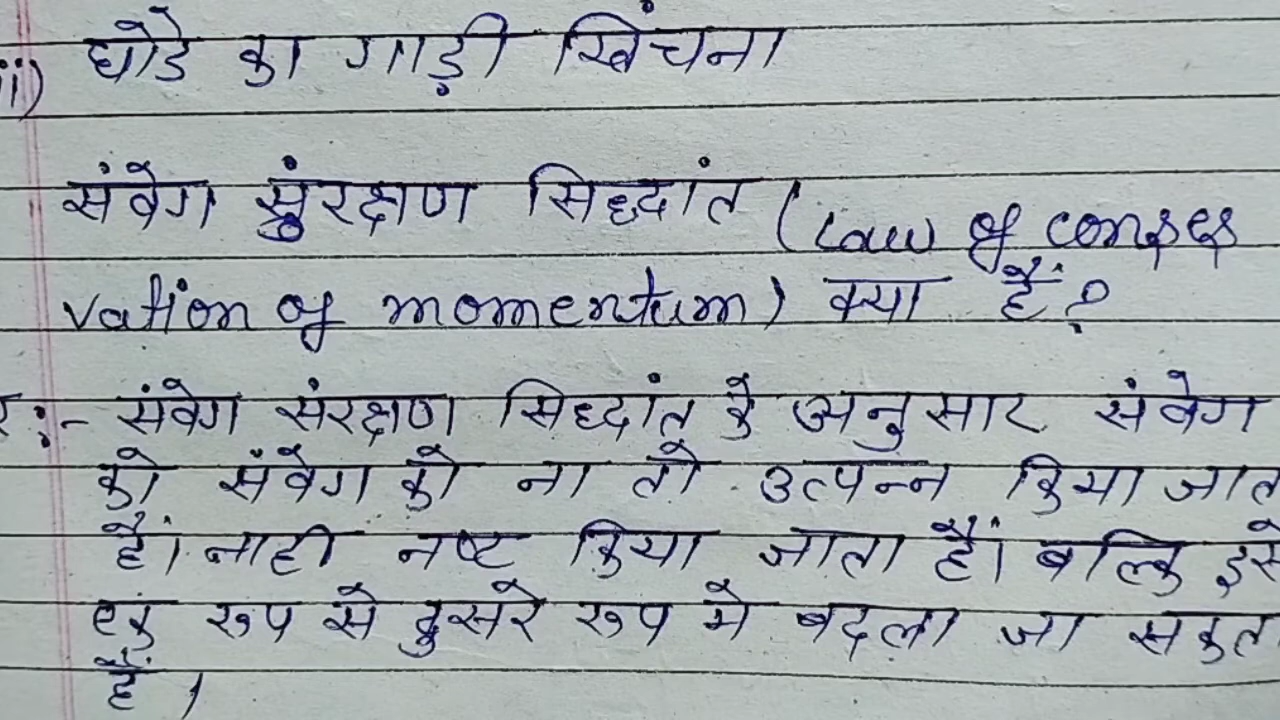 iii) घोडे का गाड़ी खिंचना
संवेग सुंरक्षण सिध्दांत (Law of conser
vation of momentum) क्या हैं?
र:- संवेग संरक्षण सिध्दांत के अनुसार संवेग
को संवेग को ना तो उत्पन्न किया जात
हैं। नाही नष्ट किया जाता हैं। बल्कि इसे
एक रूप से दुसरे रूप मे बदला जा सकत
हैं।